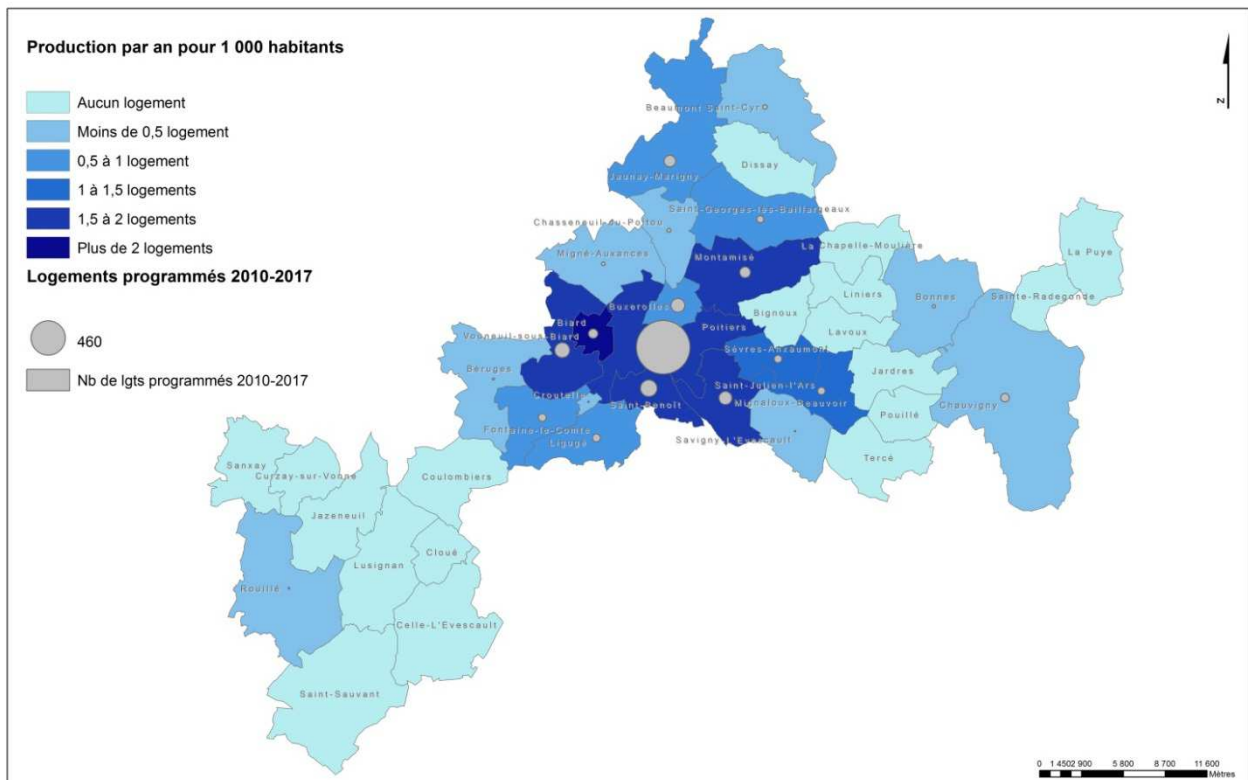 Production par an pour 1 000 habitants
Aucun logement
Moins de 0,5 logement
0,5 à 1 logement
1 à 1,5 logements
1,5 à 2 logements
Plus de 2 logements
Logements programmés 2010-2017
460
Nb de lgts programmés 2010-2017
N
Beaumont Saint-Cyr
Dissay
Jaunay-Marigny
Saint-Georges-lès-Baillargeaux
Chasseneuil-du-Poitou
La Chapelle-Moulière
La Puye
Migné-Auxances
Montamisé
Liniers
Bonnes
Sainte-Radegonde
Buxerolles
Bignoux
Biard
Poitiers
Lavoux
Vouneuil-sous-Biard
Sèvres-Anxaumont
Béruges
Jardres
Saint-Julien-l'Ars
Croutelle
Saint-Benoît
Mignaloux-Beauvoir
Chauvigny
Pouillé
Fontaine-le-Comte
Ligugé
Savigny-L'Evescault
Tercé
Sanxay
Curzay-sur-Vonne
Coulombiers
Jazeneuil
Cloué
Lusignan
Rouillé
Celle-L'Evescault
Saint-Sauvant
0 1 450 2 900 5 800 8 700 11 600
Mètres